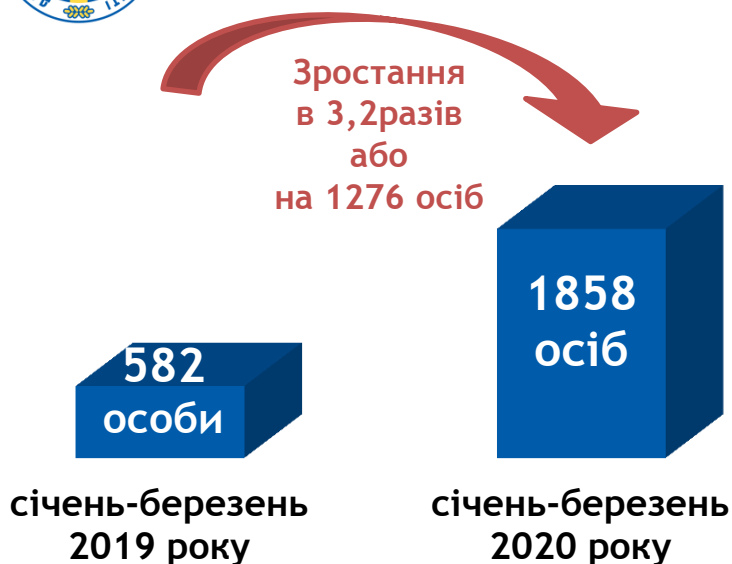 Зростання
в 3,2разів
або
на 1276 осіб
1858
осіб
582
особи
січень-березень
2019 року
січень-березень
2020 року